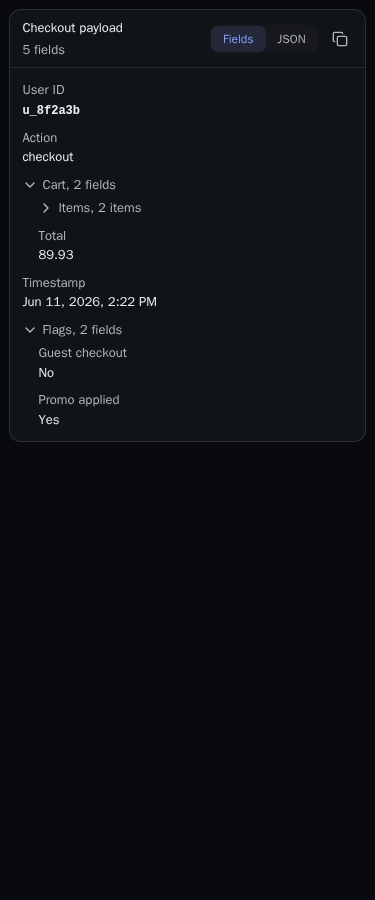 Checkout payload
5 fields
Fields
JSON
User ID
u_8f2a3b
Action
checkout
Cart, 2 fields
Items, 2 items
Total
89.93
Timestamp
Jun 11, 2026, 2:22 PM
Flags, 2 fields
Guest checkout
No
Promo applied
Yes